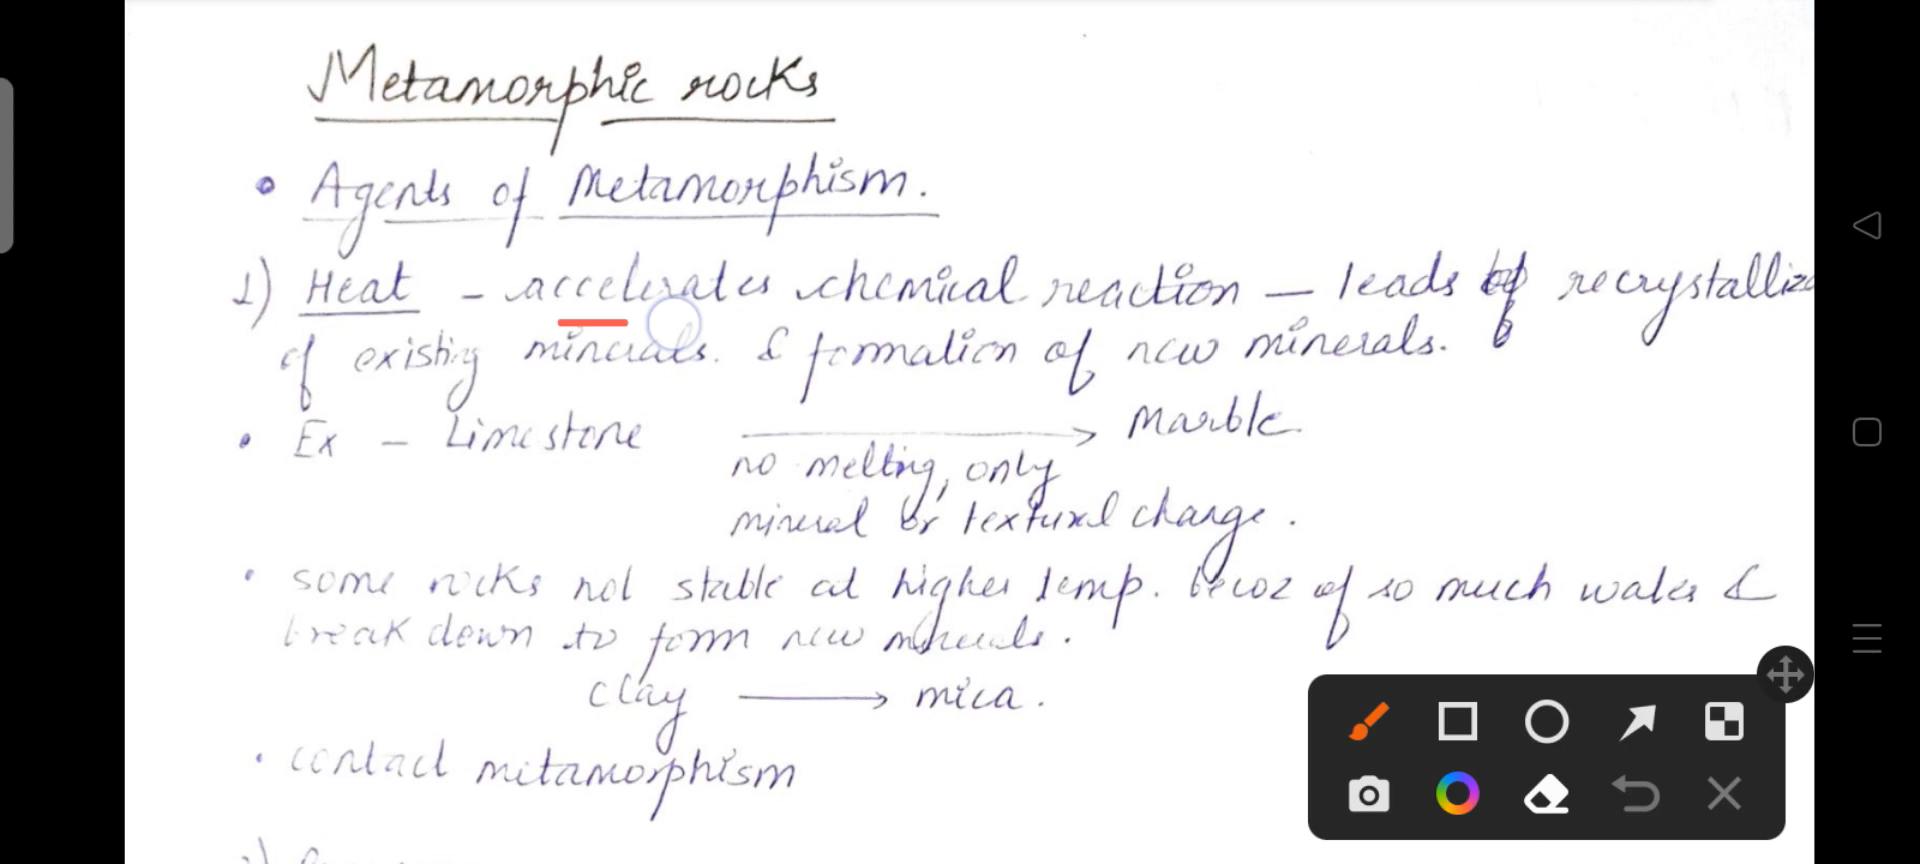 Metamorphic rocks
• Agents of Metamorphism.
1) Heat - accelerates chemical reaction — leads recrystalliza
of existing minerals. & formation of new minerals.
• Ex - Limestone → Marble.
no melting, only
mineral or textural change.
• some rocks not stable at higher temp. becoz of so much water &
break down to form new minerals.
clay → mica.
• contact metamorphism